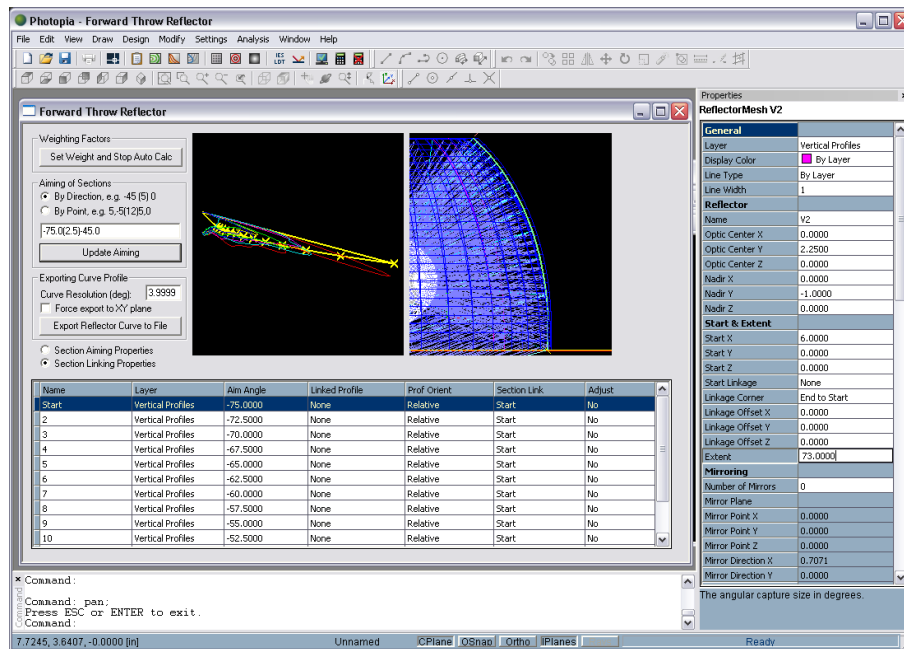 Photopia - Forward Throw Reflector
File Edit View Draw Design Modify Settings Analysis Window Help
IES
LDT
Forward Throw Reflector
Weighting Factors
Set Weight and Stop Auto Calc
Aiming of Sections
By Direction, e.g. -45 (5) 0
By Point, e.g. 5,-5(12)5,0
-75.0(2.5)-45.0
Update Aiming
Exporting Curve Profile
Curve Resolution (deg): 3.9999
Force export to XY plane
Export Reflector Curve to File
Section Aiming Properties
Section Linking Properties
Name Layer Aim Angle Linked Profile Prof Orient Section Link Adjust
Start Vertical Profiles -75.0000 None Relative Start No
2 Vertical Profiles -72.5000 None Relative Start No
3 Vertical Profiles -70.0000 None Relative Start No
4 Vertical Profiles -67.5000 None Relative Start No
5 Vertical Profiles -65.0000 None Relative Start No
6 Vertical Profiles -62.5000 None Relative Start No
7 Vertical Profiles -60.0000 None Relative Start No
8 Vertical Profiles -57.5000 None Relative Start No
9 Vertical Profiles -55.0000 None Relative Start No
10 Vertical Profiles -52.5000 None Relative Start No
Properties
ReflectorMesh V2
General
Layer Vertical Profiles
Display Color By Layer
Line Type By Layer
Line Width 1
Reflector
Name V2
Optic Center X 0.0000
Optic Center Y 2.2500
Optic Center Z 0.0000
Nadir X 0.0000
Nadir Y -1.0000
Nadir Z 0.0000
Start & Extent
Start X 6.0000
Start Y 0.0000
Start Z 0.0000
Start Linkage None
Linkage Corner End to Start
Linkage Offset X 0.0000
Linkage Offset Y 0.0000
Linkage Offset Z 0.0000
Extent 73.0000
Mirroring
Number of Mirrors 0
Mirror Plane
Mirror Point X 0.0000
Mirror Point Y 0.0000
Mirror Point Z 0.0000
Mirror Direction X 0.7071
Mirror Direction Y 0.0000
The angular capture size in degrees.
Command
Command:
Command: pan;
Press ESC or ENTER to exit.
Command:
7.7245, 3.6407, -0.0000 [in] Unnamed CPlane OSnap Ortho IPlanes Ready